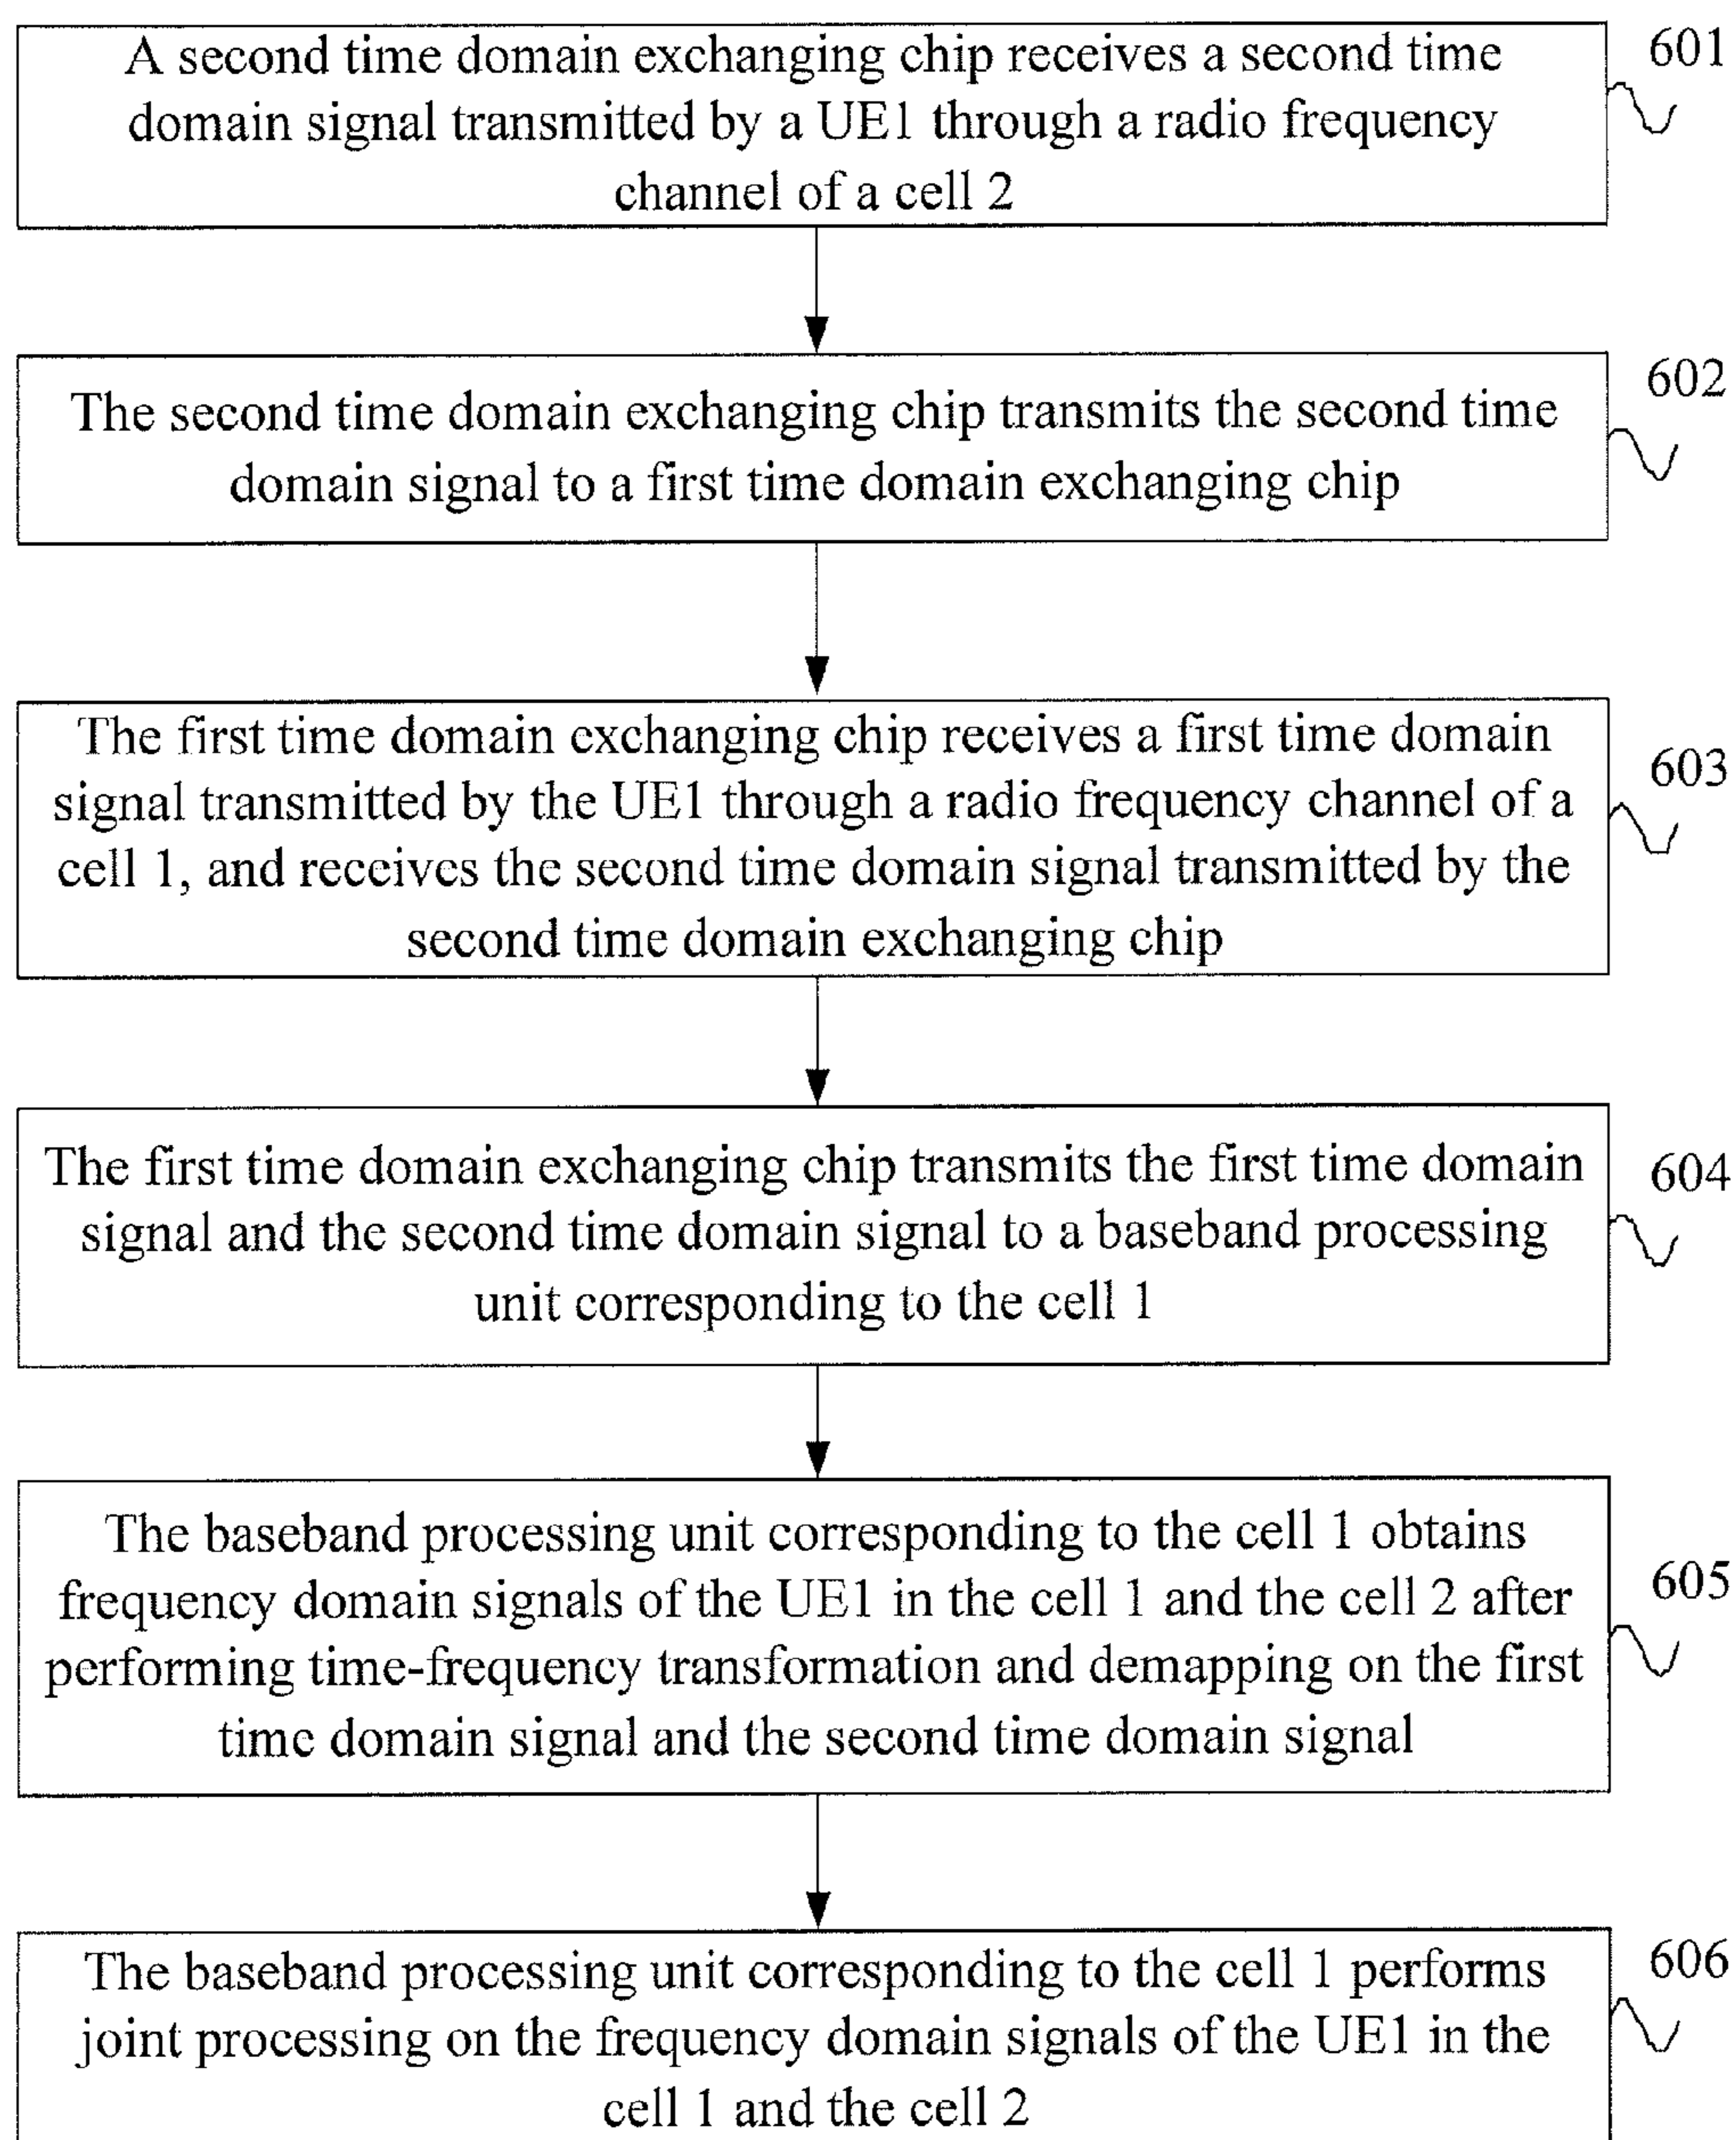 A second time domain exchanging chip receives a second time
domain signal transmitted by a UE1 through a radio frequency
channel of a cell 2
601
The second time domain exchanging chip transmits the second time
domain signal to a first time domain exchanging chip
602
The first time domain exchanging chip receives a first time domain
signal transmitted by the UE1 through a radio frequency channel of a
cell 1, and receives the second time domain signal transmitted by the
second time domain exchanging chip
603
The first time domain exchanging chip transmits the first time domain
signal and the second time domain signal to a baseband processing
unit corresponding to the cell 1
604
The baseband processing unit corresponding to the cell 1 obtains
frequency domain signals of the UE1 in the cell 1 and the cell 2 after
performing time-frequency transformation and demapping on the first
time domain signal and the second time domain signal
605
The baseband processing unit corresponding to the cell 1 performs
joint processing on the frequency domain signals of the UE1 in the
cell 1 and the cell 2
606